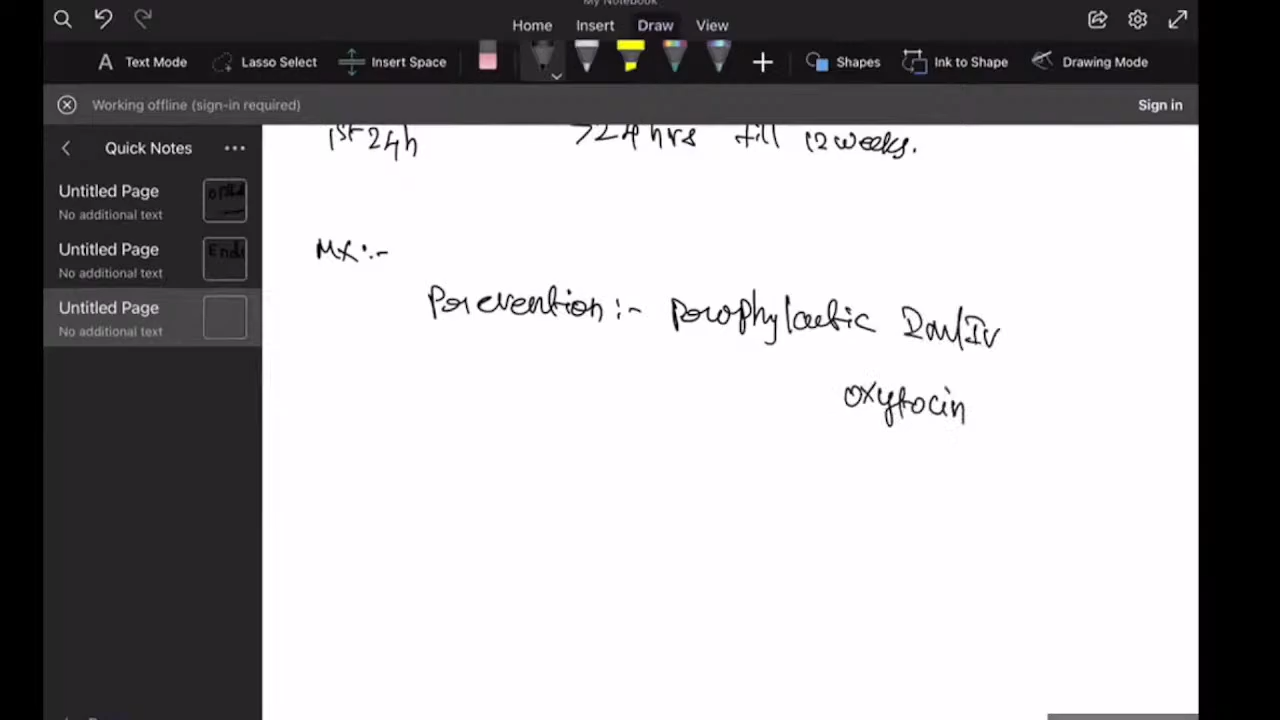 My Notebook
Home Insert Draw View
Text Mode Lasso Select Insert Space Shapes Ink to Shape Drawing Mode
Working offline (sign-in required) Sign in
Quick Notes
Untitled Page
No additional text
Untitled Page
No additional text
Untitled Page
No additional text
1st 24h >24 hrs till 12 weeks.
Mx:-
Prevention:- prophylactic IM/IV
oxytocin